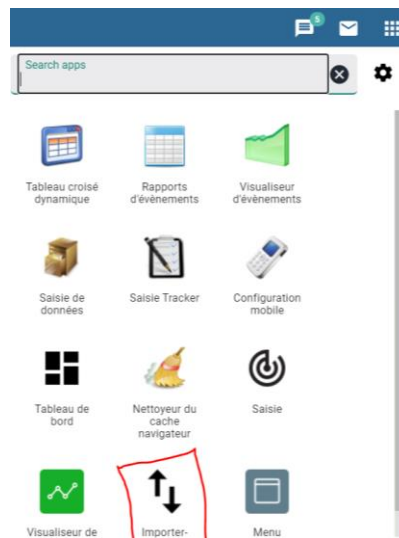 5
Search apps
Tableau croisé
dynamique
Rapports
d'évènements
Visualiseur
d'évènements
Saisie de
données
Saisie Tracker
Configuration
mobile
Tableau de
bord
Nettoyeur du
cache
navigateur
Saisie
Visualiseur de
Importer-
Menu